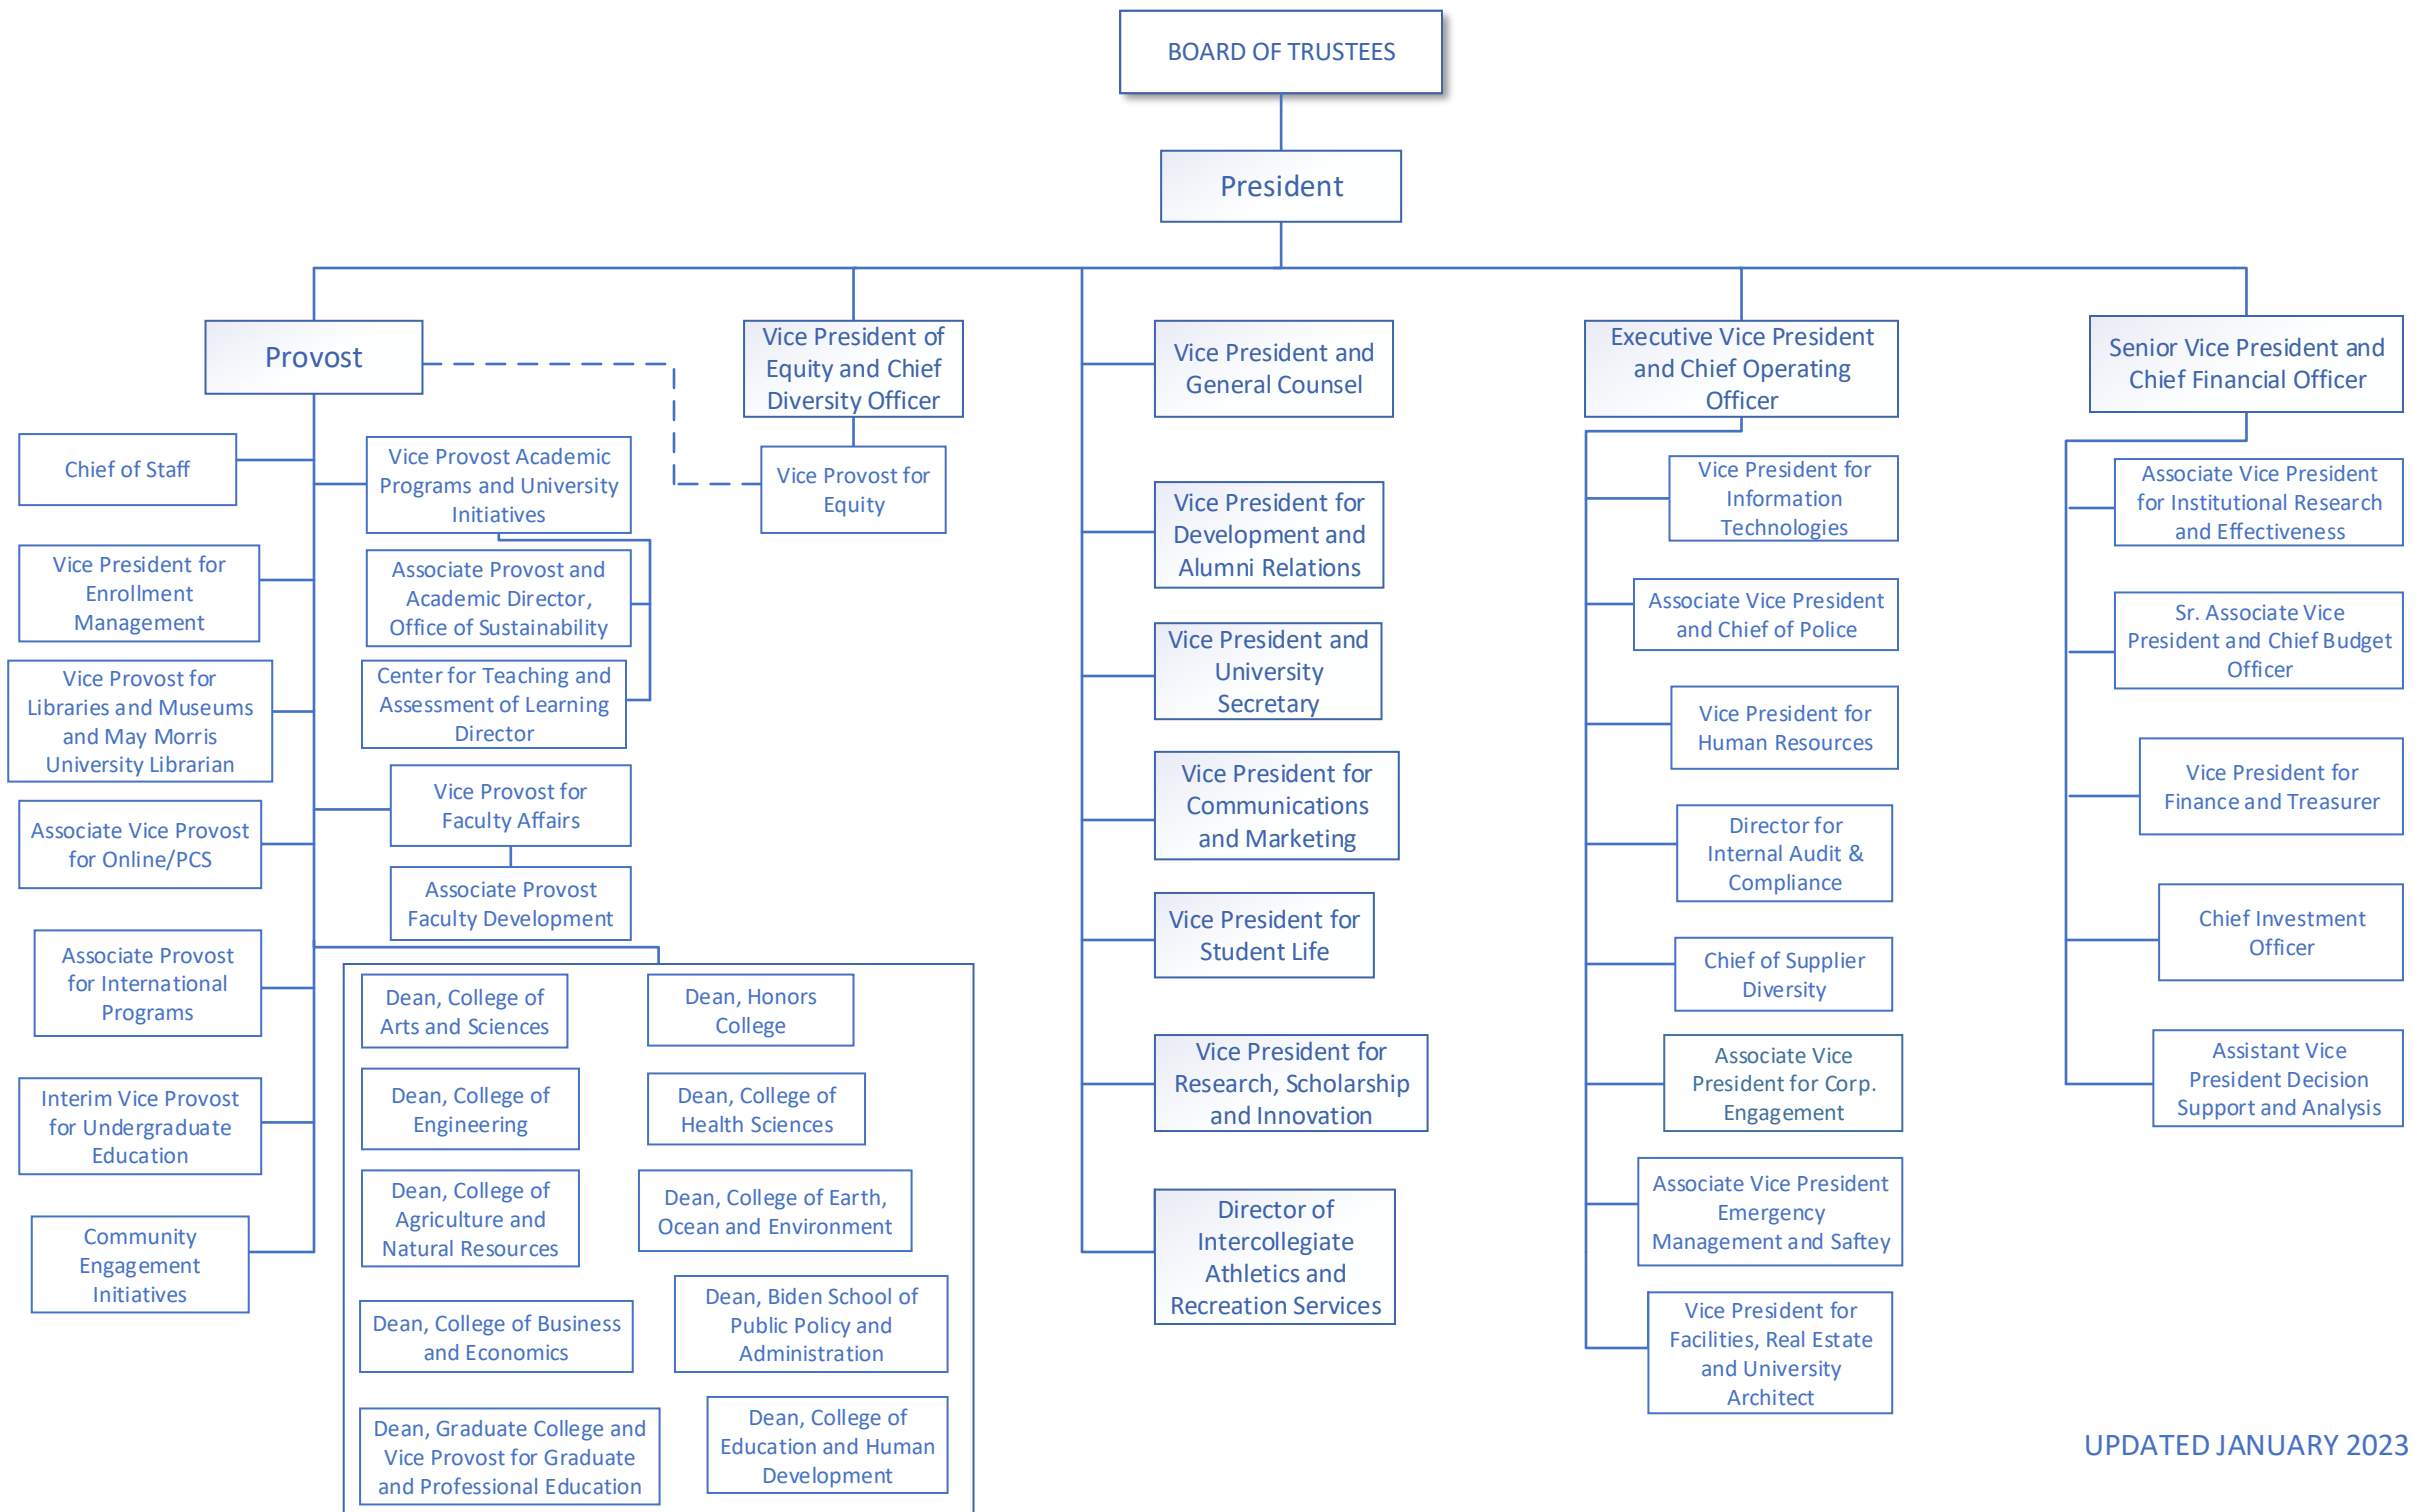 BOARD OF TRUSTEES
President
Provost
Vice President of
Equity and Chief
Diversity Officer
Vice President and
General Counsel
Executive Vice President
and Chief Operating
Officer
Senior Vice President and
Chief Financial Officer
Chief of Staff
Vice President for
Enrollment
Management
Vice Provost for
Libraries and Museums
and May Morris
University Librarian
Associate Vice Provost
for Online/PCS
Associate Provost
for International
Programs
Interim Vice Provost
for Undergraduate
Education
Community
Engagement
Initiatives
Vice Provost Academic
Programs and University
Initiatives
Associate Provost and
Academic Director,
Office of Sustainability
Center for Teaching and
Assessment of Learning
Director
Vice Provost for
Faculty Affairs
Associate Provost
Faculty Development
Dean, College of
Arts and Sciences
Dean, Honors
College
Dean, College of
Engineering
Dean, College of
Health Sciences
Dean, College of
Agriculture and
Natural Resources
Dean, College of Earth,
Ocean and Environment
Dean, College of Business
and Economics
Dean, Biden School of
Public Policy and
Administration
Dean, Graduate College and
Vice Provost for Graduate
and Professional Education
Dean, College of
Education and Human
Development
Vice Provost for
Equity
Vice President for
Development and
Alumni Relations
Vice President and
University
Secretary
Vice President for
Communications
and Marketing
Vice President for
Student Life
Vice President for
Research, Scholarship
and Innovation
Director of
Intercollegiate
Athletics and
Recreation Services
Vice President for
Information
Technologies
Associate Vice President
and Chief of Police
Vice President for
Human Resources
Director for
Internal Audit &
Compliance
Chief of Supplier
Diversity
Associate Vice
President for Corp.
Engagement
Associate Vice President
Emergency
Management and Saftey
Vice President for
Facilities, Real Estate
and University
Architect
Associate Vice President
for Institutional Research
and Effectiveness
Sr. Associate Vice
President and Chief Budget
Officer
Vice President for
Finance and Treasurer
Chief Investment
Officer
Assistant Vice
President Decision
Support and Analysis
UPDATED JANUARY 2023